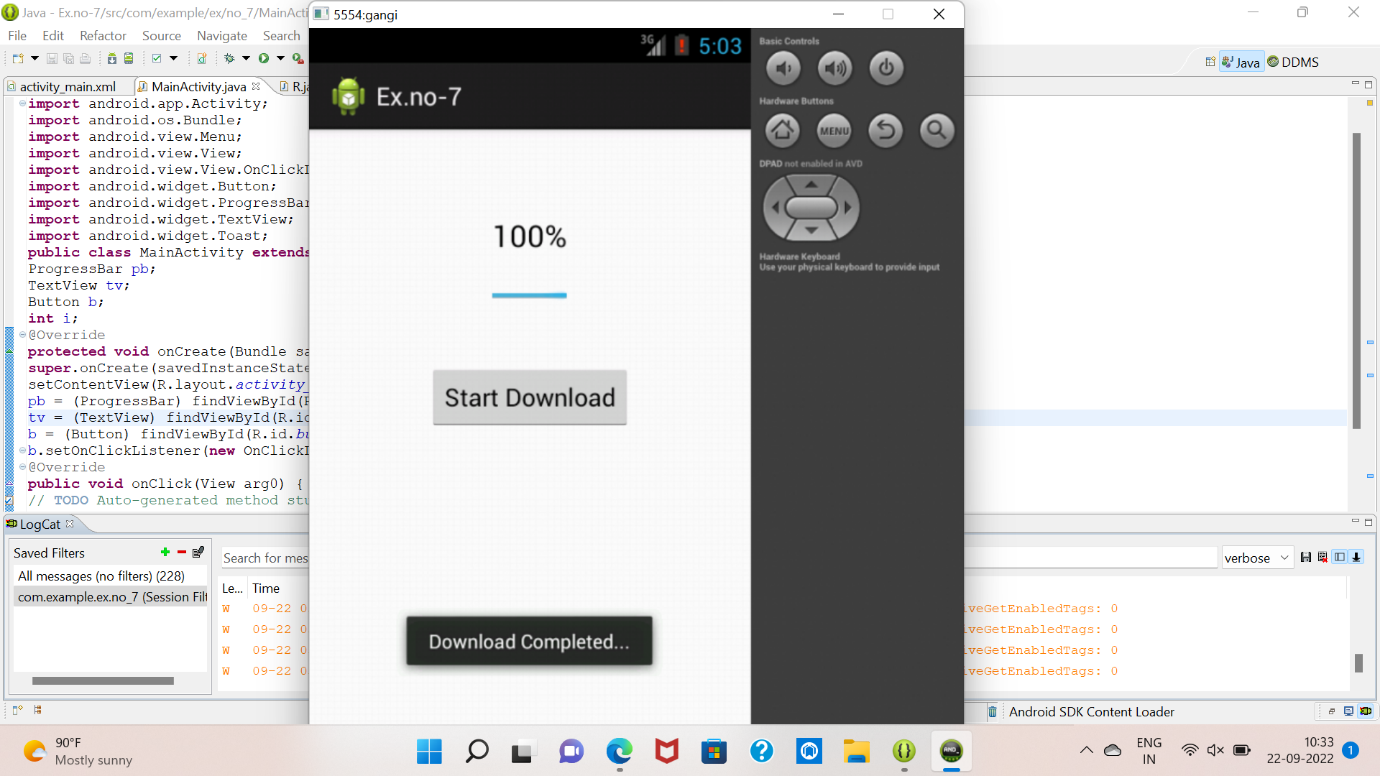 Java - Ex.no-7/src/com/example/ex/no_7/MainActi
5554:gangi
File Edit Refactor Source Navigate Search
Java
DDMS
activity_main.xml
MainActivity.java
R.j
import android.app.Activity;
import android.os.Bundle;
import android.view.Menu;
import android.view.View;
import android.view.View.OnClickI
import android.widget.Button;
import android.widget.ProgressBar
import android.widget.TextView;
import android.widget.Toast;
public class MainActivity extends
ProgressBar pb;
TextView tv;
Button b;
int i;
@Override
protected void onCreate(Bundle sa
super.onCreate(savedInstanceState
setContentView(R.layout.activity_
pb = (ProgressBar) findViewById(R
tv = (TextView) findViewById(R.id
b = (Button) findViewById(R.id.bu
b.setOnClickListener(new OnClickI
@Override
public void onClick(View arg0) {
// TODO Auto-generated method stu
3G
5:03
Ex.no-7
100%
Start Download
Download Completed...
Basic Controls
Hardware Buttons
MENU
DPAD not enabled in AVD
Hardware Keyboard
Use your physical keyboard to provide input
LogCat
Saved Filters
All messages (no filters) (228)
com.example.ex.no_7 (Session Filt
Search for mes
verbose
Le... Time
W 09-22 0
iveGetEnabledTags: 0
W 09-22 0
iveGetEnabledTags: 0
W 09-22 0
iveGetEnabledTags: 0
W 09-22 0
iveGetEnabledTags: 0
Android SDK Content Loader
90°F
Mostly sunny
ENG
IN
10:33
22-09-2022
1